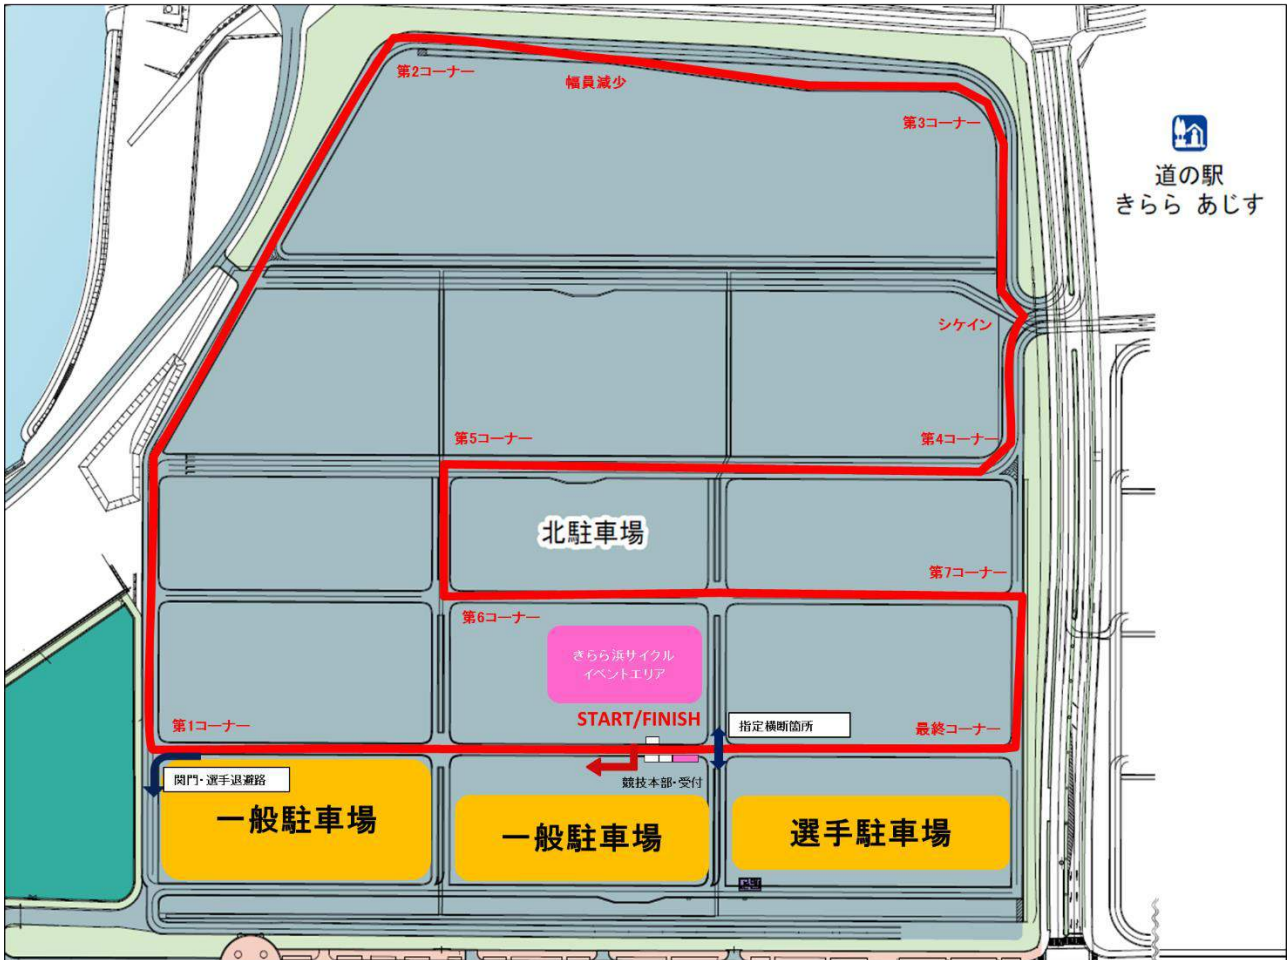 第2コーナー
幅員減少
第3コーナー
道の駅
きらら あじす
シケイン
第5コーナー
第4コーナー
北駐車場
第7コーナー
第6コーナー
きらら浜サイクル
イベントエリア
START/FINISH
第1コーナー
指定横断箇所
最終コーナー
関門・選手退避路
競技本部・受付
一般駐車場
一般駐車場
選手駐車場